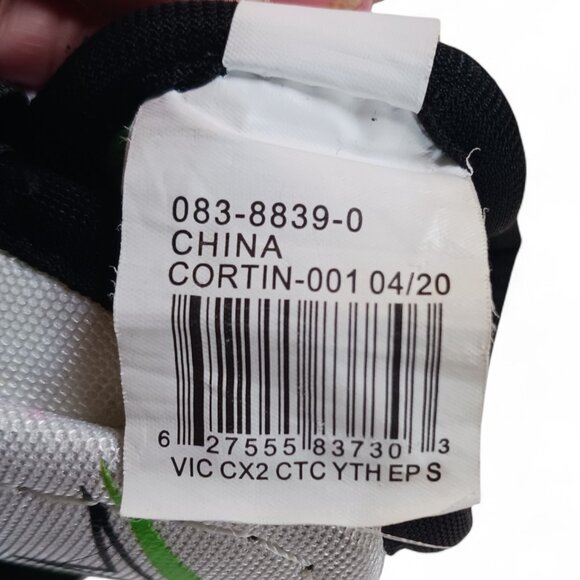 083-8839-0
CHINA
CORTIN-001 04/20
6 27555 83730 3
VIC CX2 CTC YTH EP S